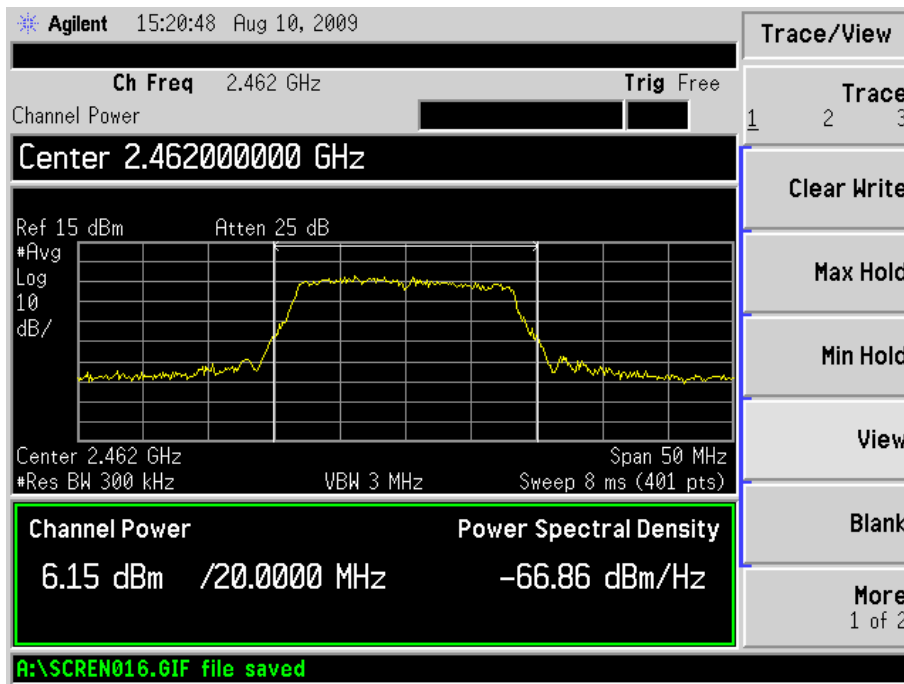 Agilent 15:20:48 Aug 10, 2009
Trace/View
Ch Freq 2.462 GHz Trig Free
Channel Power
Trace
1 2 3
Center 2.462000000 GHz
Clear Write
Ref 15 dBm Atten 25 dB
#Avg
Log
10
dB/
Max Hold
Min Hold
View
Center 2.462 GHz Span 50 MHz
#Res BW 300 kHz VBW 3 MHz Sweep 8 ms (401 pts)
Channel Power Power Spectral Density
Blank
6.15 dBm /20.0000 MHz -66.86 dBm/Hz
More
1 of 2
A:\SCREN016.GIF file saved